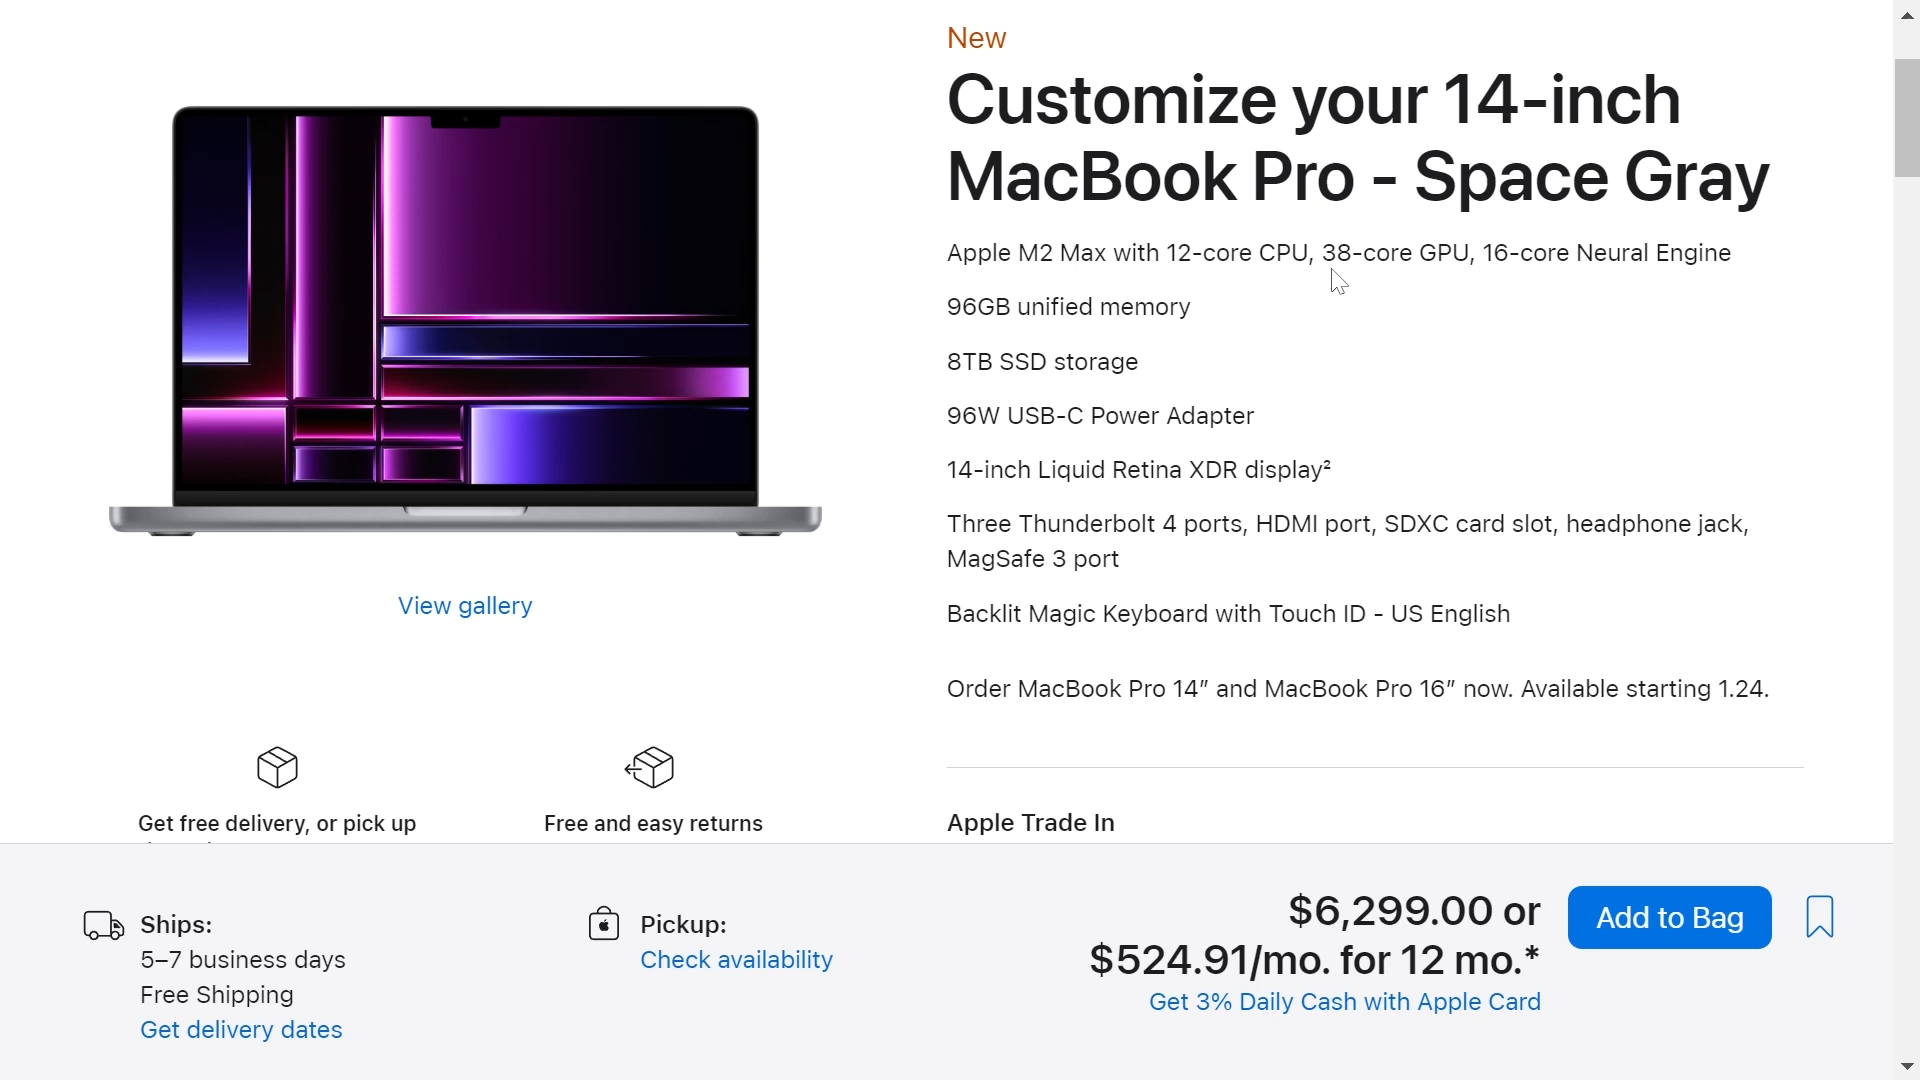 New
Customize your 14-inch
MacBook Pro - Space Gray
Apple M2 Max with 12-core CPU, 38-core GPU, 16-core Neural Engine
96GB unified memory
8TB SSD storage
96W USB-C Power Adapter
14-inch Liquid Retina XDR display²
Three Thunderbolt 4 ports, HDMI port, SDXC card slot, headphone jack,
MagSafe 3 port
Backlit Magic Keyboard with Touch ID - US English
Order MacBook Pro 14″ and MacBook Pro 16″ now. Available starting 1.24.
View gallery
Get free delivery, or pick up
Free and easy returns
Apple Trade In
Ships:
5–7 business days
Free Shipping
Get delivery dates
Pickup:
Check availability
$6,299.00 or
$524.91/mo. for 12 mo.*
Get 3% Daily Cash with Apple Card
Add to Bag